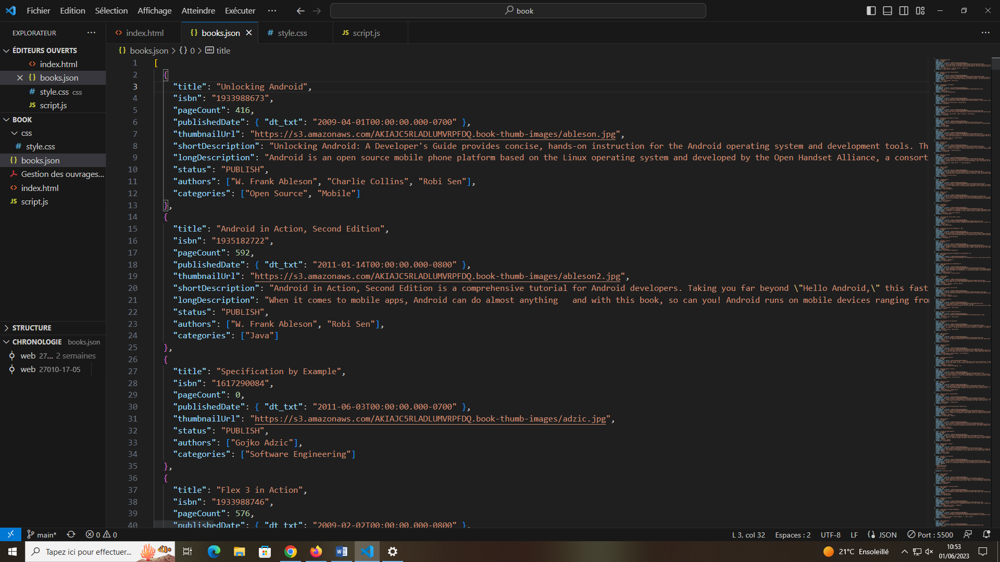 Fichier Edition Sélection Affichage Atteindre Exécuter ··· book
EXPLORATEUR ··· index.html books.json style.css script.js ···
ÉDITEURS OUVERTS
index.html
books.json
style.css css
script.js
BOOK
css
style.css
books.json
Gestion des ouvrages...
index.html
script.js
STRUCTURE
CHRONOLOGIE books.json
web 27... 2 semaines
web 27010-17-05
books.json > {} 0 > title
1 [
2 {
3 "title": "Unlocking Android",
4 "isbn": "1933988673",
5 "pageCount": 416,
6 "publishedDate": { "dt_txt": "2009-04-01T00:00:00.000-0700" },
7 "thumbnailUrl": "https://s3.amazonaws.com/AKIAJC5RLADLUMVRPFDQ.book-thumb-images/ableson.jpg",
8 "shortDescription": "Unlocking Android: A Developer's Guide provides concise, hands-on instruction for the Android operating system and development tools. Th
9 "longDescription": "Android is an open source mobile phone platform based on the Linux operating system and developed by the Open Handset Alliance, a consort
10 "status": "PUBLISH",
11 "authors": ["W. Frank Ableson", "Charlie Collins", "Robi Sen"],
12 "categories": ["Open Source", "Mobile"]
13 },
14 {
15 "title": "Android in Action, Second Edition",
16 "isbn": "1935182722",
17 "pageCount": 592,
18 "publishedDate": { "dt_txt": "2011-01-14T00:00:00.000-0800" },
19 "thumbnailUrl": "https://s3.amazonaws.com/AKIAJC5RLADLUMVRPFDQ.book-thumb-images/ableson2.jpg",
20 "shortDescription": "Android in Action, Second Edition is a comprehensive tutorial for Android developers. Taking you far beyond \"Hello Android,\" this fast
21 "longDescription": "When it comes to mobile apps, Android can do almost anything   and with this book, so can you! Android runs on mobile devices ranging from
22 "status": "PUBLISH",
23 "authors": ["W. Frank Ableson", "Robi Sen"],
24 "categories": ["Java"]
25 },
26 {
27 "title": "Specification by Example",
28 "isbn": "1617290084",
29 "pageCount": 0,
30 "publishedDate": { "dt_txt": "2011-06-03T00:00:00.000-0700" },
31 "thumbnailUrl": "https://s3.amazonaws.com/AKIAJC5RLADLUMVRPFDQ.book-thumb-images/adzic.jpg",
32 "status": "PUBLISH",
33 "authors": ["Gojko Adzic"],
34 "categories": ["Software Engineering"]
35 },
36 {
37 "title": "Flex 3 in Action",
38 "isbn": "1933988746",
39 "pageCount": 576,
40 "publishedDate": { "dt_txt": "2009-02-02T00:00:00.000-0800" },
main* 0 0 L 3, col 32 Espaces : 2 UTF-8 LF {} JSON Port : 5500
Tapez ici pour effectuer... 21°C Ensoleillé 10:53
01/06/2023